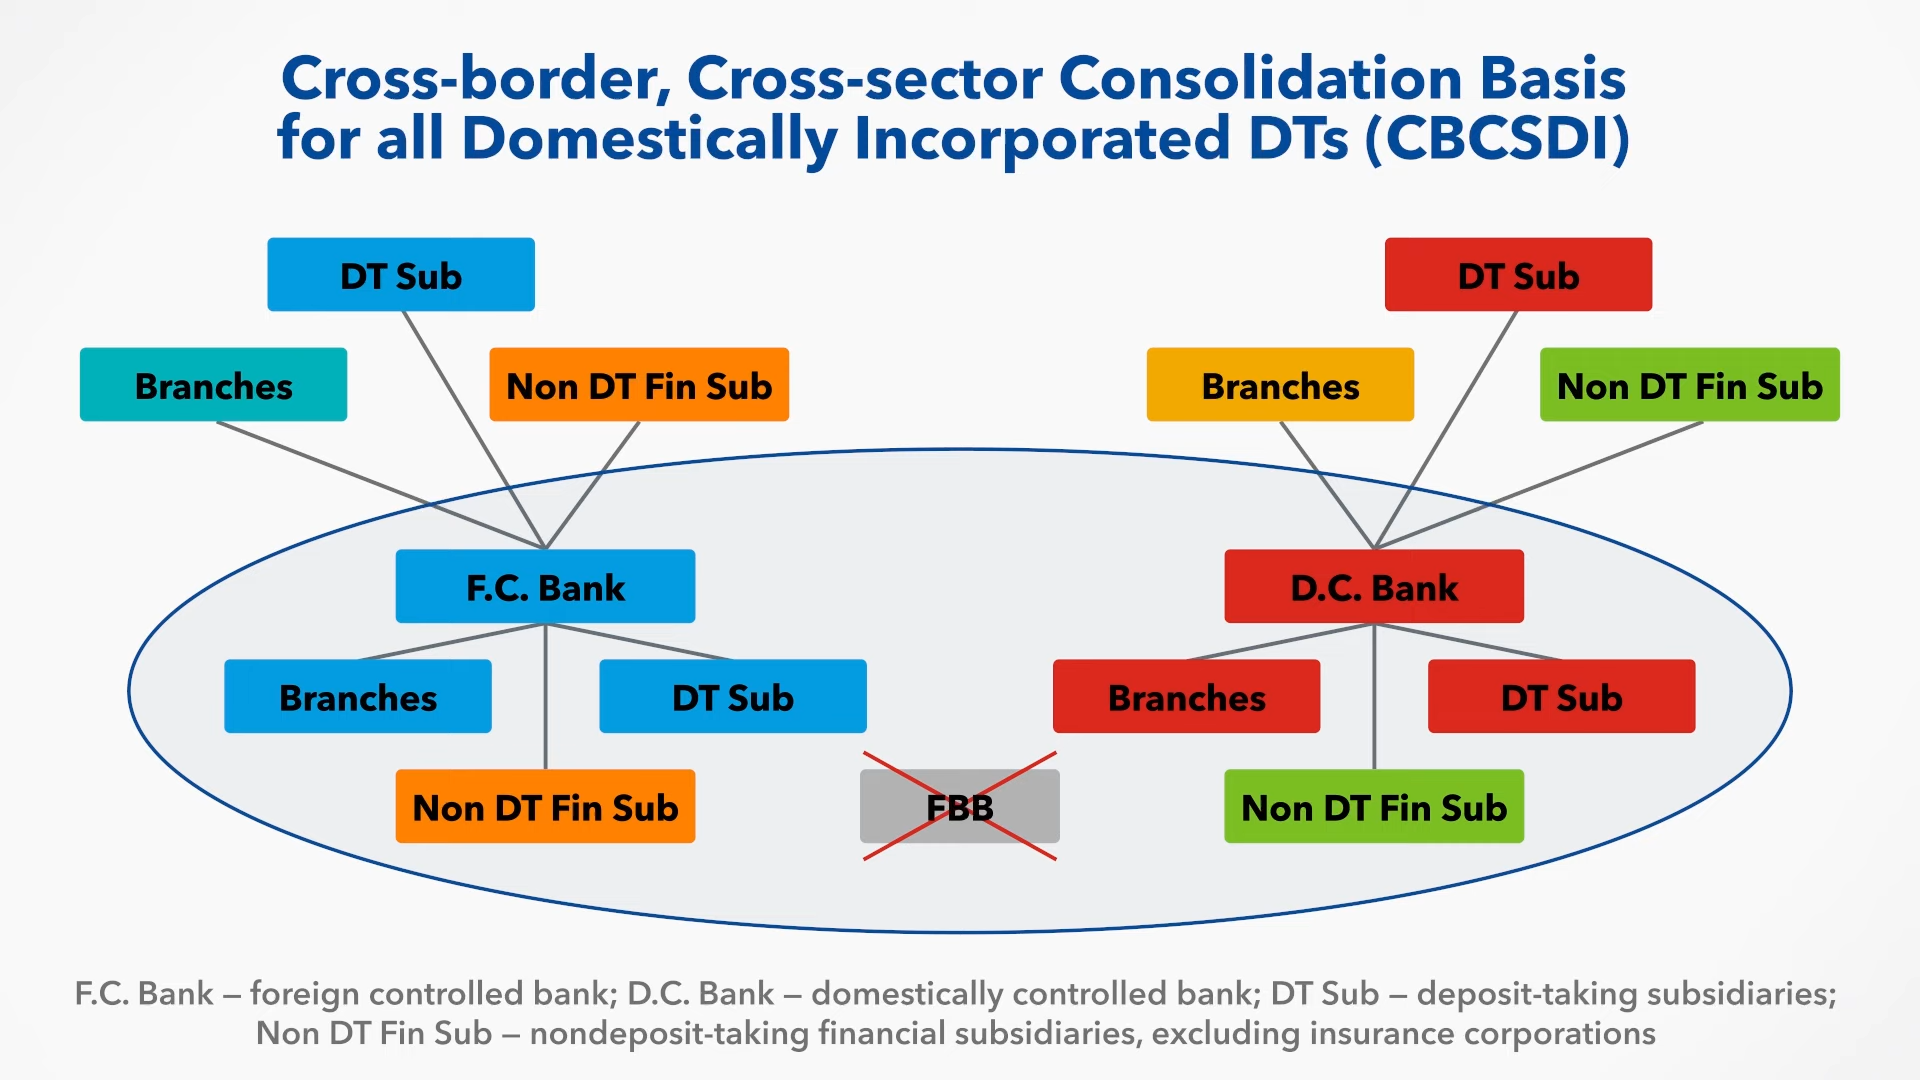 Cross-border, Cross-sector Consolidation Basis
for all Domestically Incorporated DTs (CBCSDI)
DT Sub
DT Sub
Branches
Non DT Fin Sub
Branches
Non DT Fin Sub
F.C. Bank
D.C. Bank
Branches
DT Sub
Branches
DT Sub
Non DT Fin Sub
FBB
Non DT Fin Sub
F.C. Bank – foreign controlled bank; D.C. Bank – domestically controlled bank; DT Sub – deposit-taking subsidiaries;
Non DT Fin Sub – nondeposit-taking financial subsidiaries, excluding insurance corporations